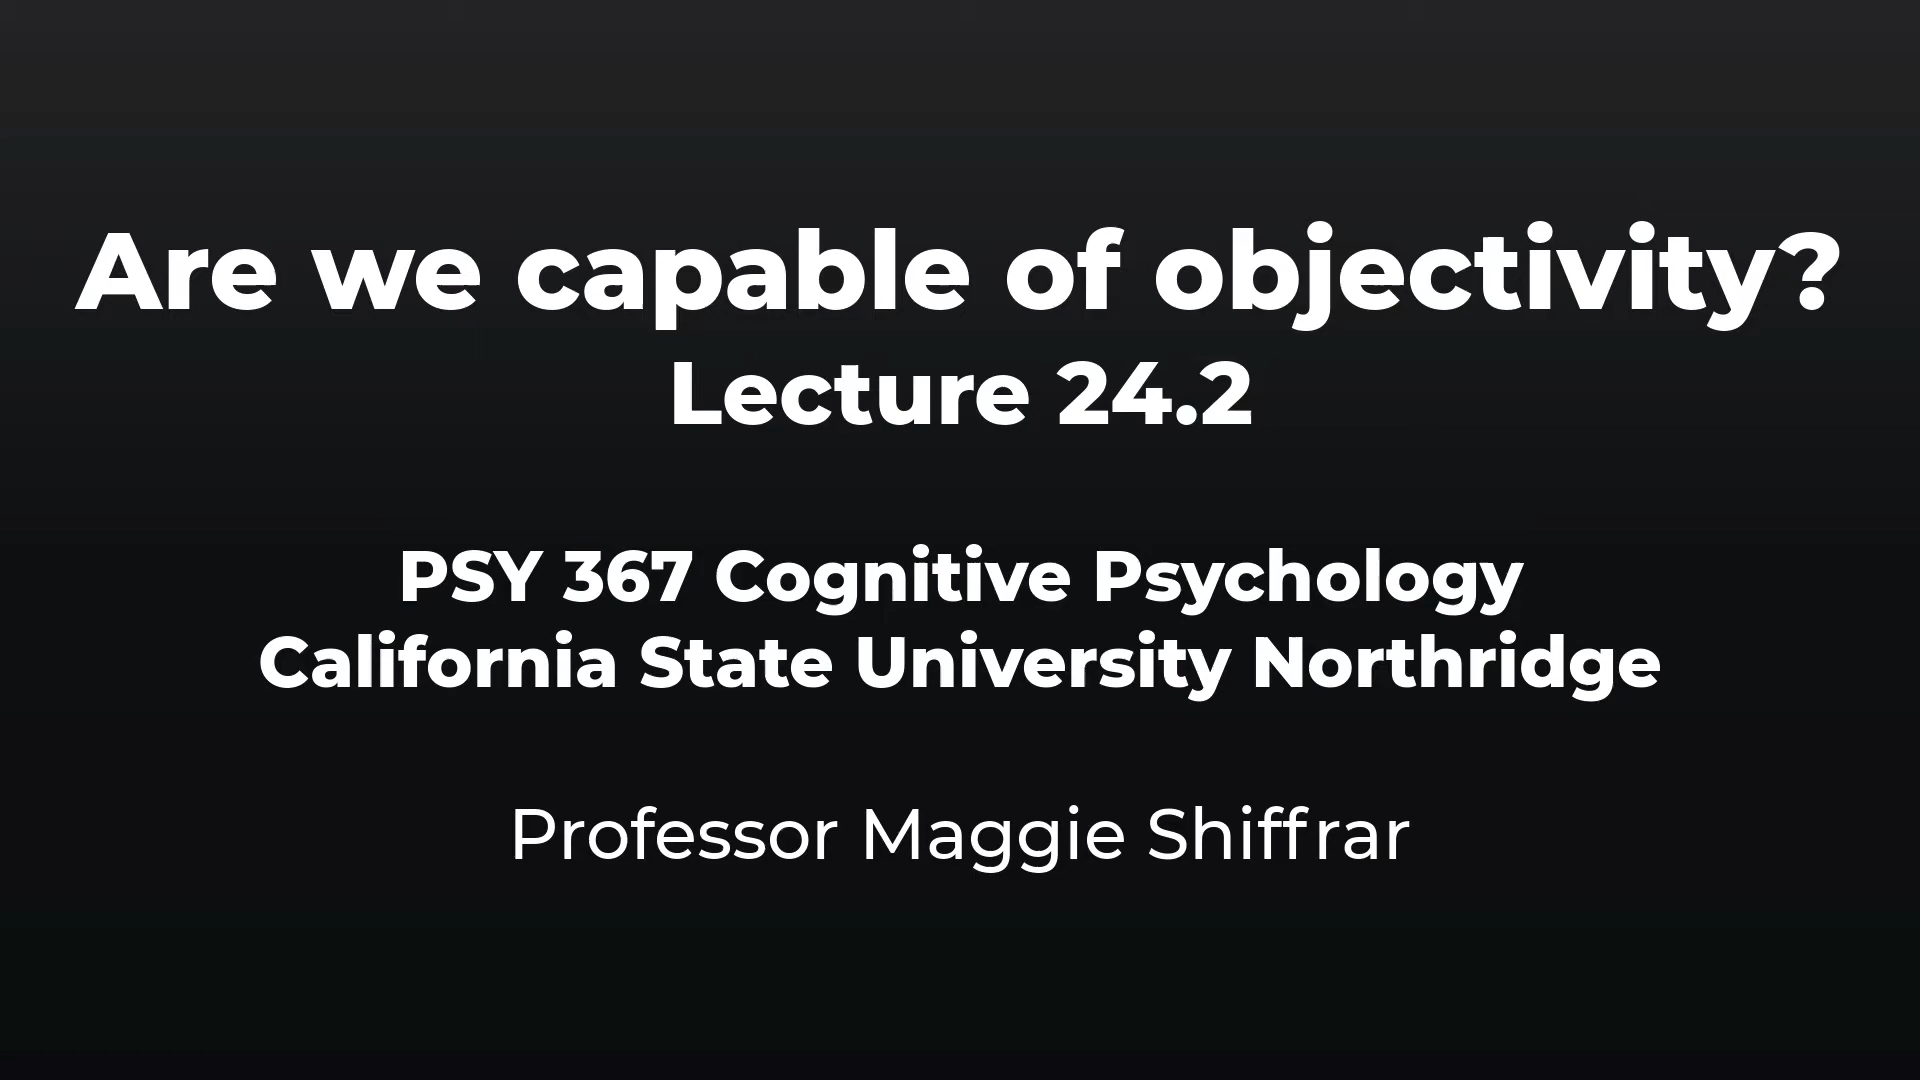 Are we capable of objectivity?
Lecture 24.2
PSY 367 Cognitive Psychology
California State University Northridge
Professor Maggie Shiffrar